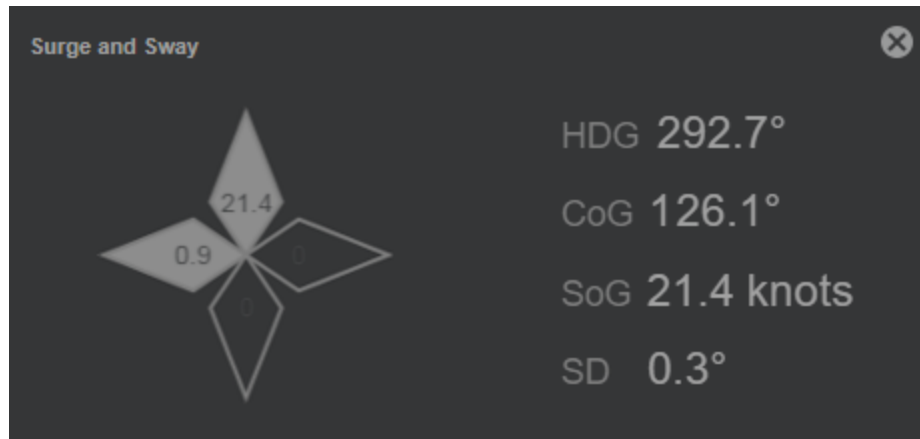 Surge and Sway
21.4
0.9
0
0
HDG 292.7°
CoG 126.1°
SoG 21.4 knots
SD 0.3°